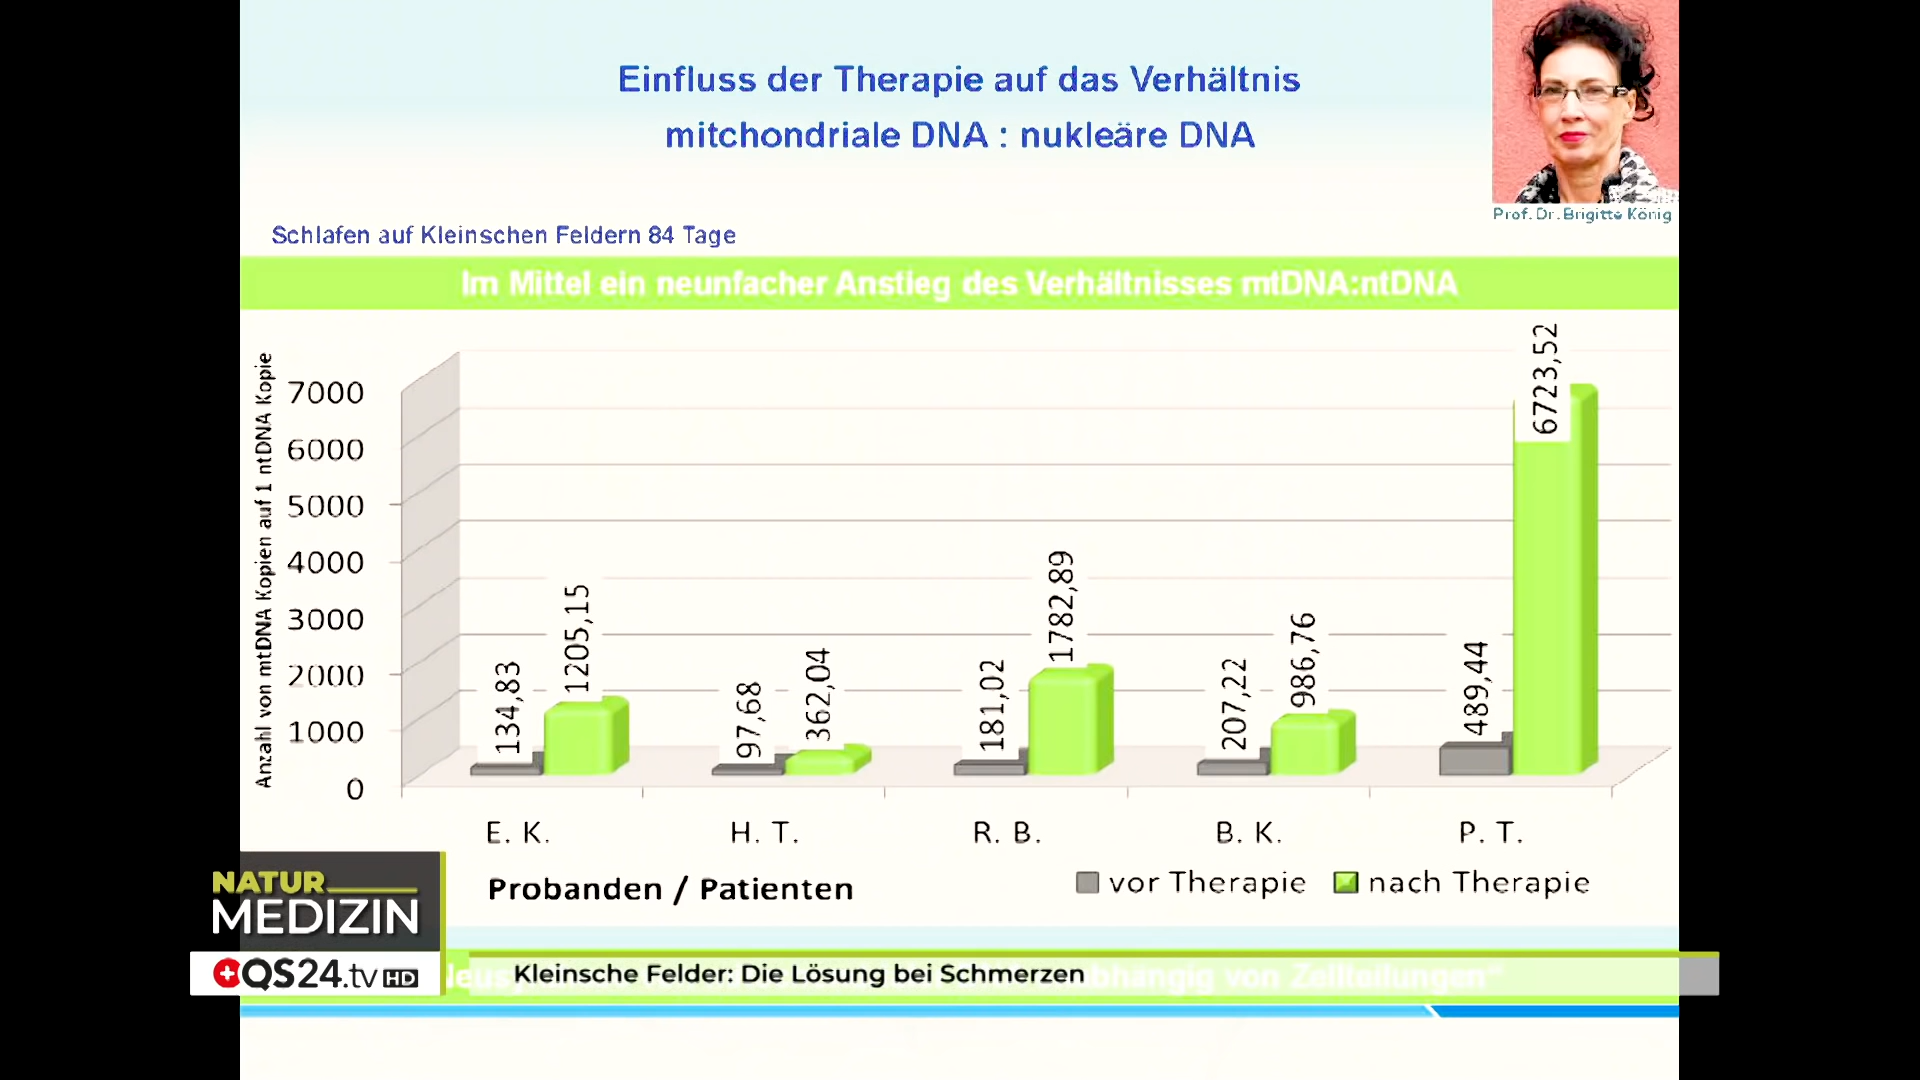 Einfluss der Therapie auf das Verhältnis
mitchondriale DNA : nukleäre DNA
Prof. Dr. Brigitte König
Schlafen auf Kleinschen Feldern 84 Tage
Im Mittel ein neunfacher Anstieg des Verhältnisses mtDNA:ntDNA
Anzahl von mtDNA Kopien auf 1 ntDNA Kopie
7000
6000
5000
4000
3000
2000
1000
0
134,83
1205,15
97,68
362,04
181,02
1782,89
207,22
986,76
489,44
6723,52
E. K.
H. T.
R. B.
B. K.
P. T.
Probanden / Patienten
vor Therapie
nach Therapie
NATUR
MEDIZIN
QS24.tv HD
Kleinsche Felder: Die Lösung bei Schmerzen
von Zellteilungen"